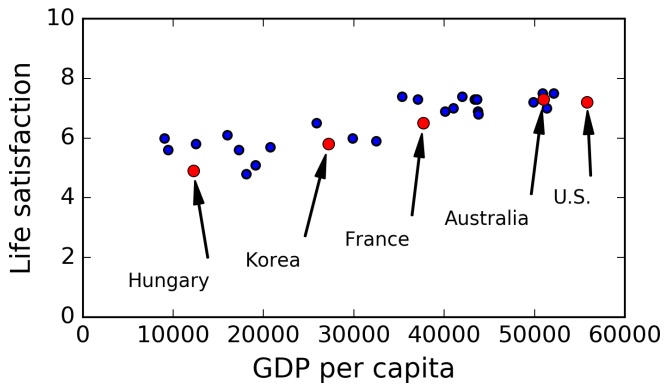 10
8
6
4
2
0
Life satisfaction
Hungary
Korea
France
Australia
U.S.
0 10000 20000 30000 40000 50000 60000
GDP per capita